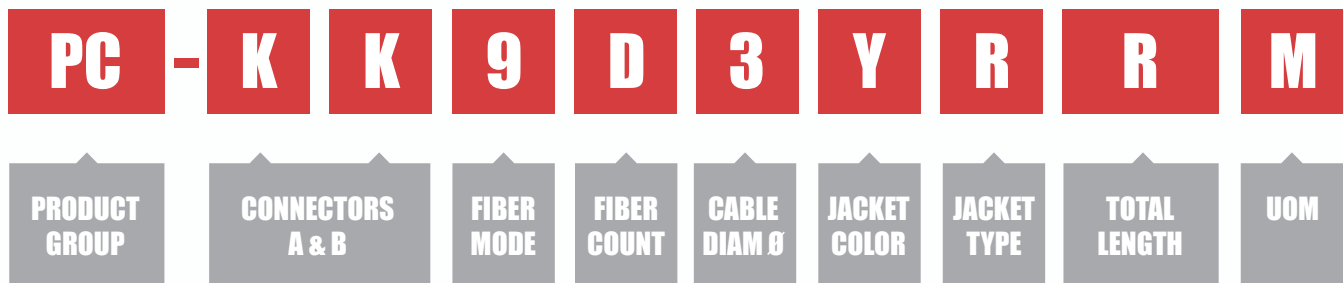 PC - K K 9 D 3 Y R R M
PRODUCT
GROUP
CONNECTORS
A & B
FIBER
MODE
FIBER
COUNT
CABLE
DIAM Ø
JACKET
COLOR
JACKET
TYPE
TOTAL
LENGTH
UOM